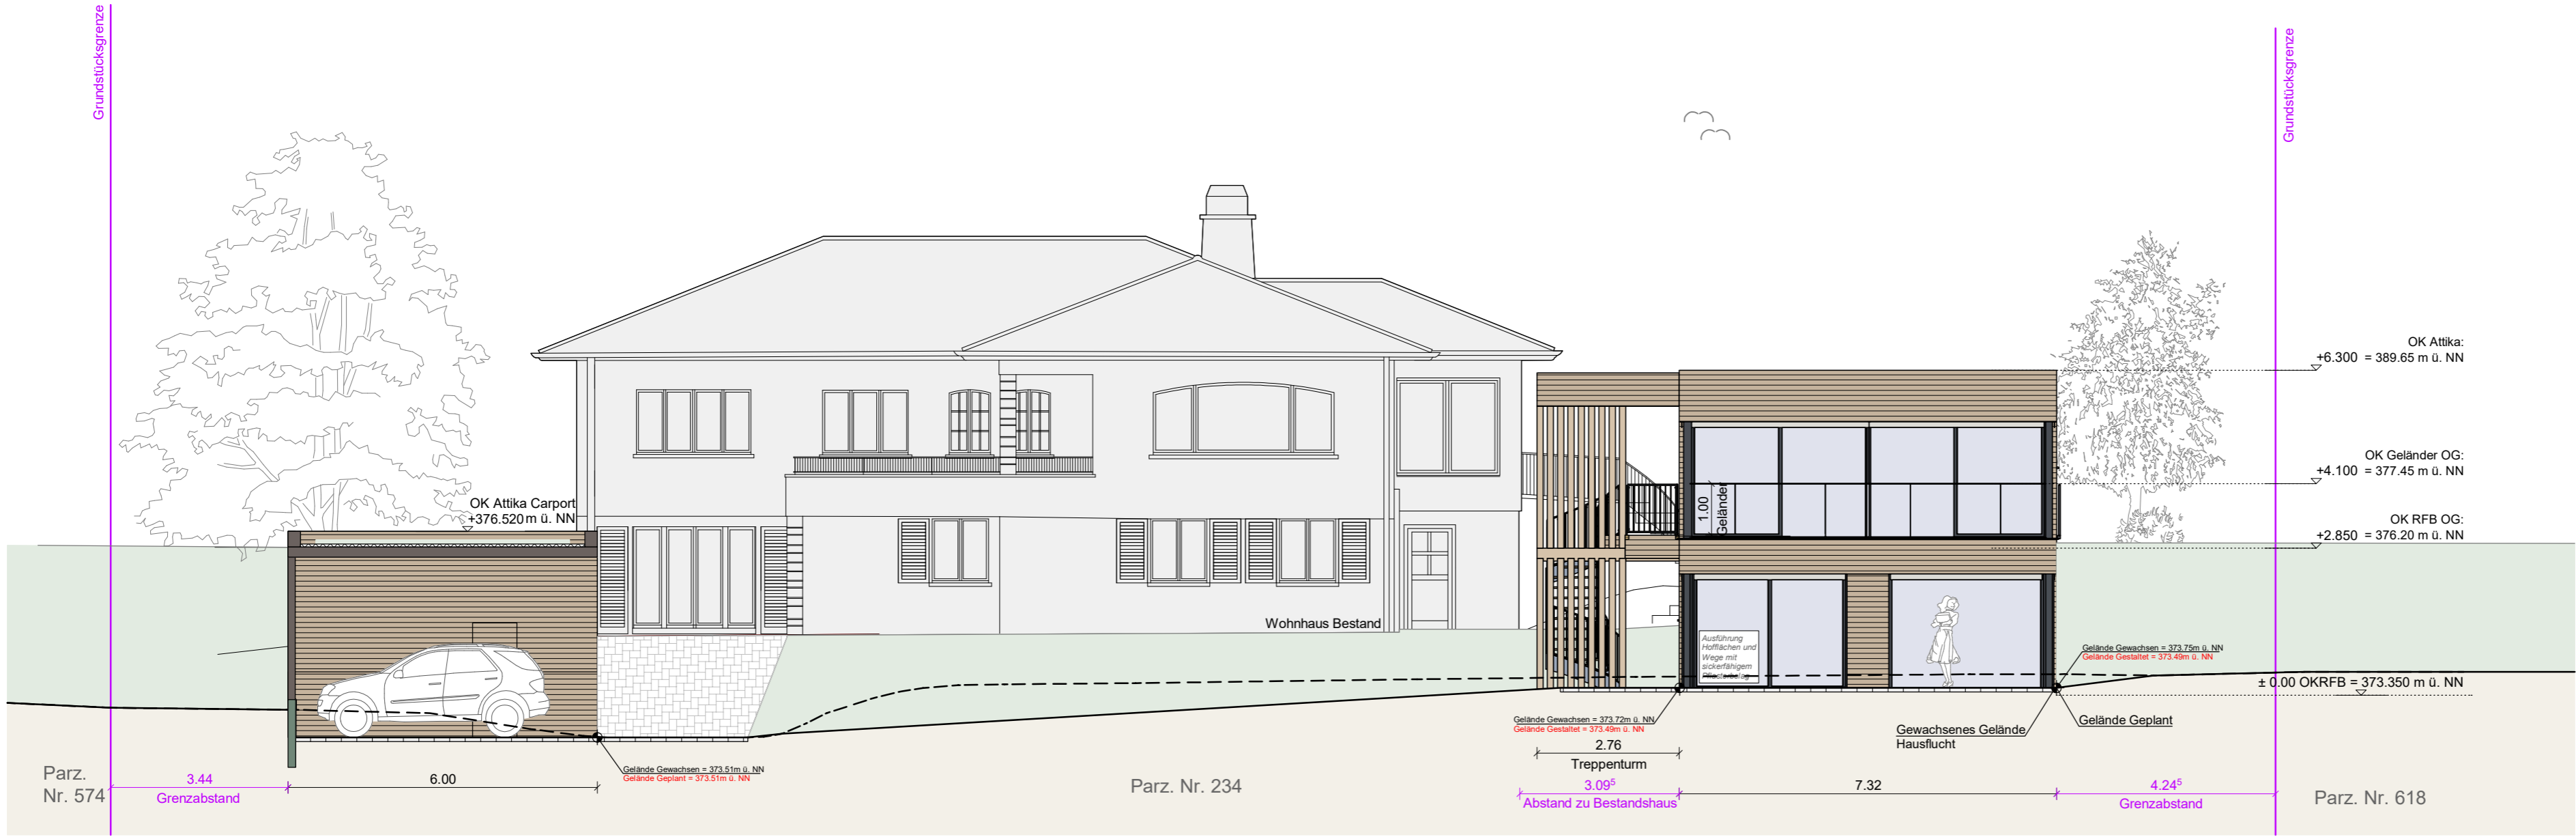 Grundstücksgrenze
Grundstücksgrenze
OK Attika:
+6.300 = 389.65 m ü. NN
OK Geländer OG:
+4.100 = 377.45 m ü. NN
OK RFB OG:
+2.850 = 376.20 m ü. NN
OK Attika Carport
+376.520 m ü. NN
1.00
Geländer
Wohnhaus Bestand
Ausführung
Hofflächen und
Wege mit
sickerfähigem
Pflasterbelag
Gelände Gewachsen = 373.75m ü. NN
Gelände Gestaltet = 373.49m ü. NN
± 0.00 OKRFB = 373.350 m ü. NN
Gelände Gewachsen = 373.72m ü. NN
Gelände Gestaltet = 373.49m ü. NN
Gewachsenes Gelände
Hausflucht
Gelände Geplant
2.76
Treppenturm
Gelände Gewachsen = 373.51m ü. NN
Gelände Geplant = 373.51m ü. NN
Parz.
Nr. 574
3.44
Grenzabstand
6.00
Parz. Nr. 234
3.09⁵
Abstand zu Bestandshaus
7.32
4.24⁵
Grenzabstand
Parz. Nr. 618